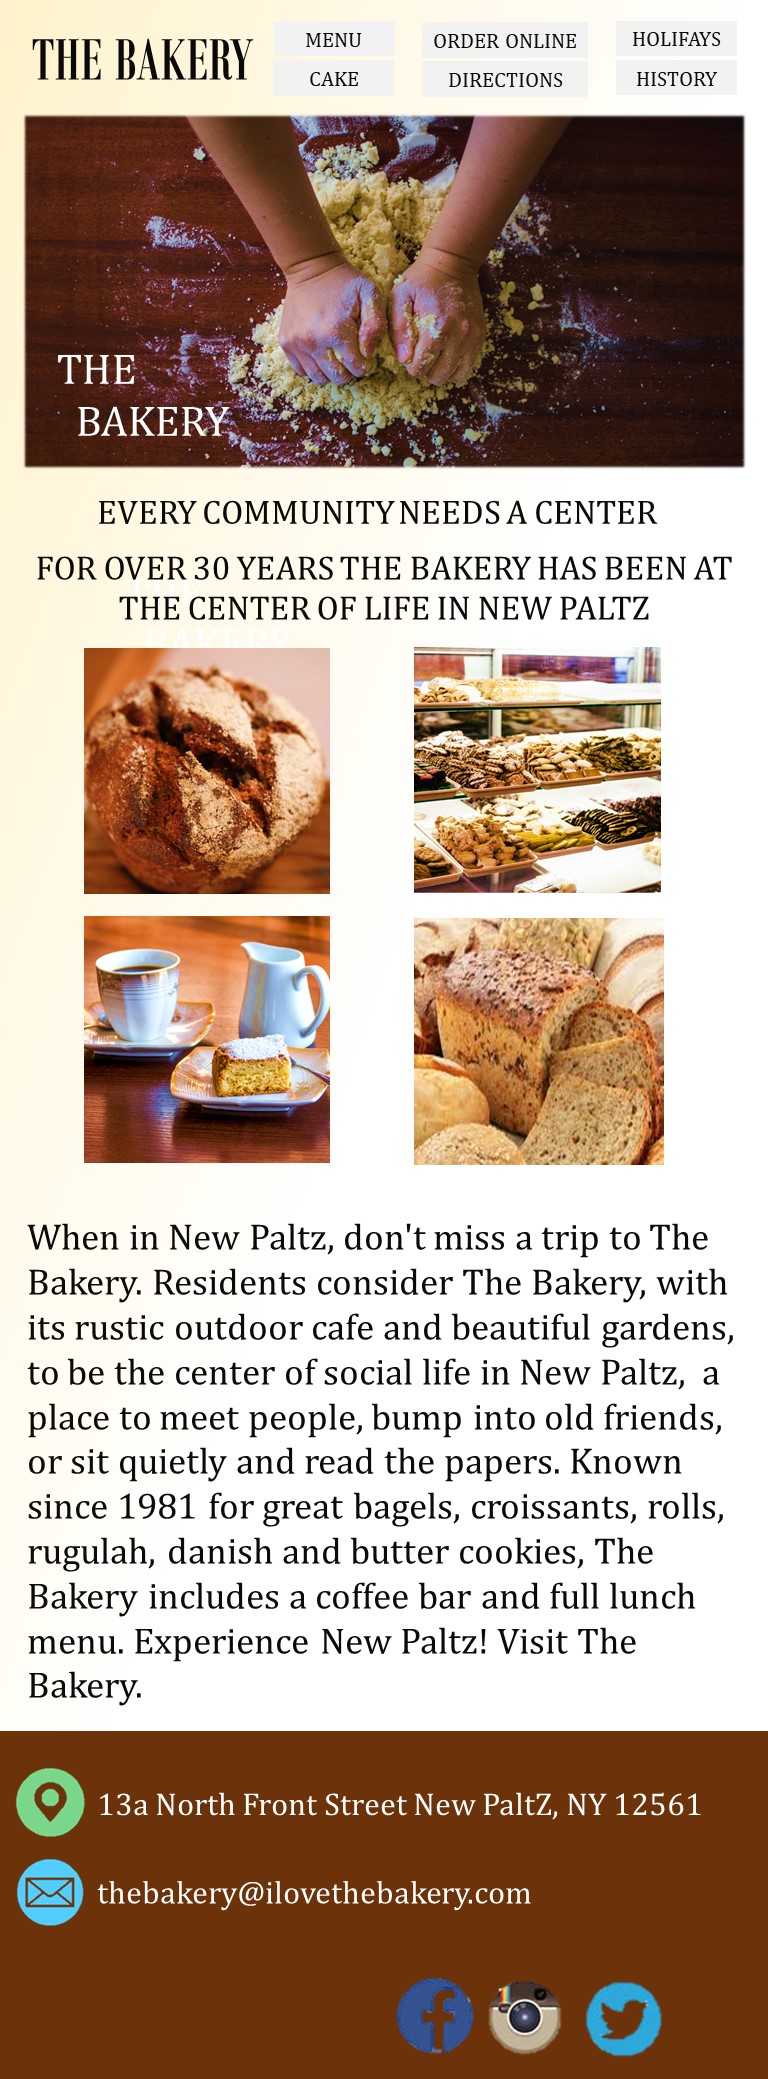 THE BAKERY
MENU
ORDER ONLINE
HOLIFAYS
CAKE
DIRECTIONS
HISTORY
THE
BAKERY
EVERY COMMUNITY NEEDS A CENTER
FOR OVER 30 YEARS THE BAKERY HAS BEEN AT
THE CENTER OF LIFE IN NEW PALTZ
THE
BAKERY
When in New Paltz, don't miss a trip to The
Bakery. Residents consider The Bakery, with
its rustic outdoor cafe and beautiful gardens,
to be the center of social life in New Paltz, a
place to meet people, bump into old friends,
or sit quietly and read the papers. Known
since 1981 for great bagels, croissants, rolls,
rugulah, danish and butter cookies, The
Bakery includes a coffee bar and full lunch
menu. Experience New Paltz! Visit The
Bakery.
13a North Front Street New PaltZ, NY 12561
thebakery@ilovethebakery.com